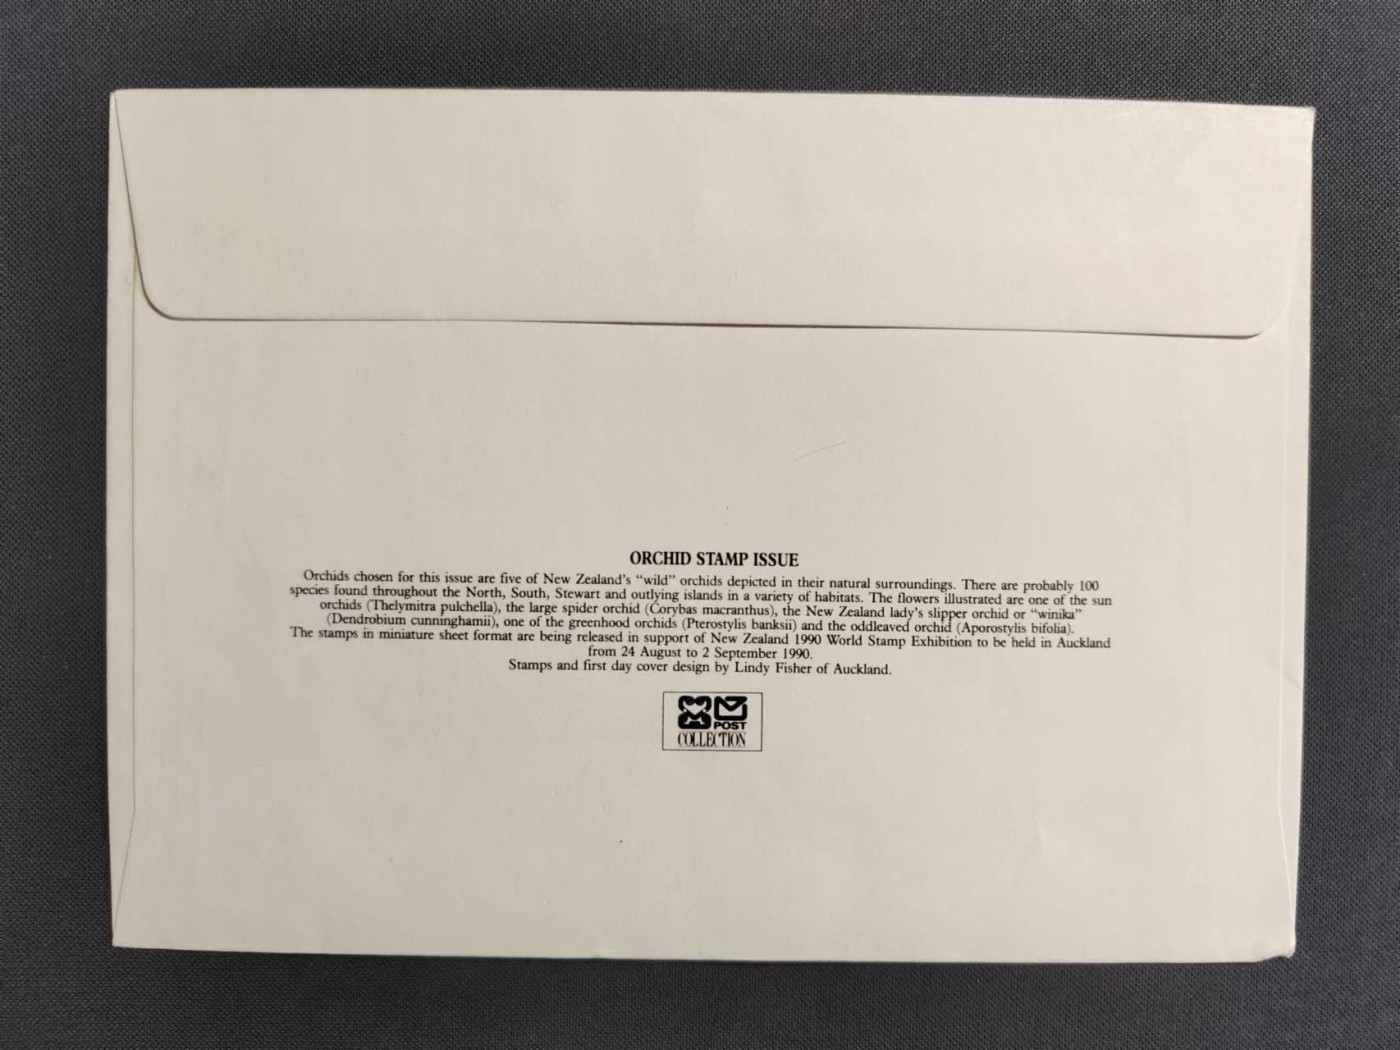 ORCHID STAMP ISSUE
Orchids chosen for this issue are five of New Zealand's "wild" orchids depicted in their natural surroundings. There are probably 100
species found throughout the North, South, Stewart and outlying islands in a variety of habitats. The flowers illustrated are one of the sun
orchids (Thelymitra pulchella), the large spider orchid (Corybas macranthus), the New Zealand lady's slipper orchid or "winika"
(Dendrobium cunninghamii), one of the greenhood orchids (Pterostylis banksii) and the oddleaved orchid (Aporostylis bifolia).
The stamps in miniature sheet format are being released in support of New Zealand 1990 World Stamp Exhibition to be held in Auckland
from 24 August to 2 September 1990.
Stamps and first day cover design by Lindy Fisher of Auckland.
POST
COLLECTION